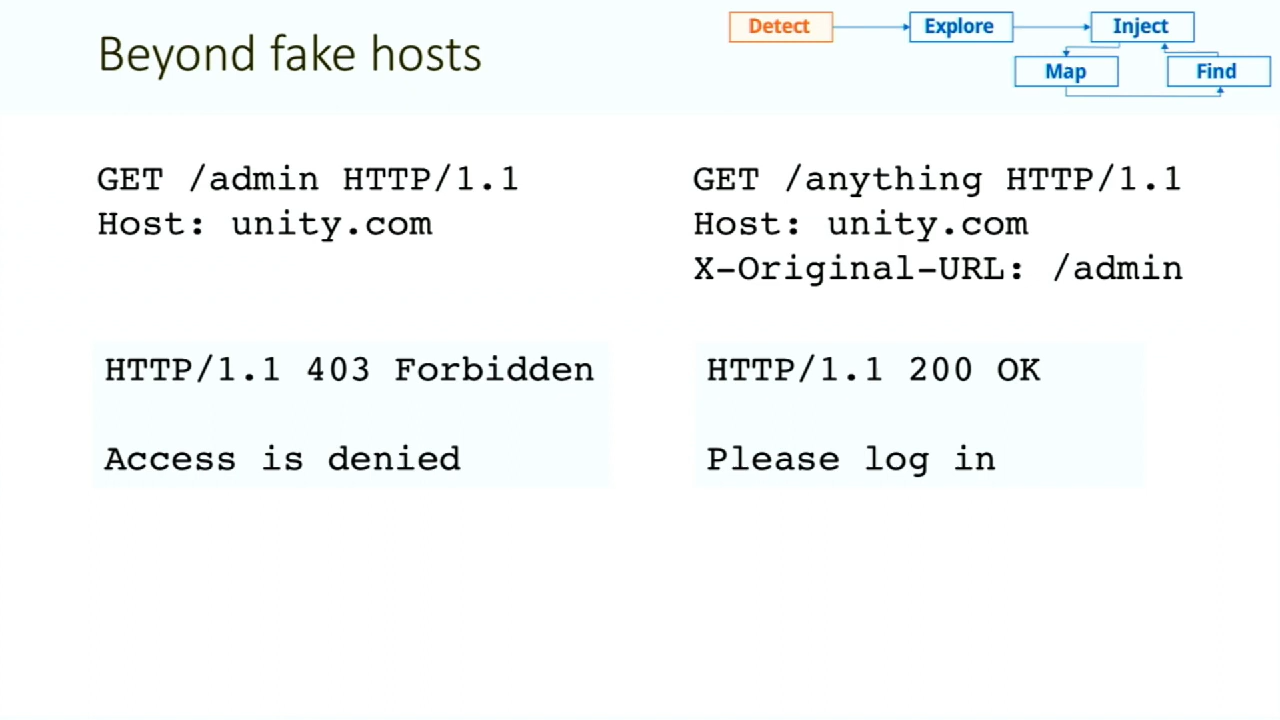 Beyond fake hosts
Detect
Explore
Inject
Map
Find
GET /admin HTTP/1.1
Host: unity.com
GET /anything HTTP/1.1
Host: unity.com
X-Original-URL: /admin
HTTP/1.1 403 Forbidden
Access is denied
HTTP/1.1 200 OK
Please log in